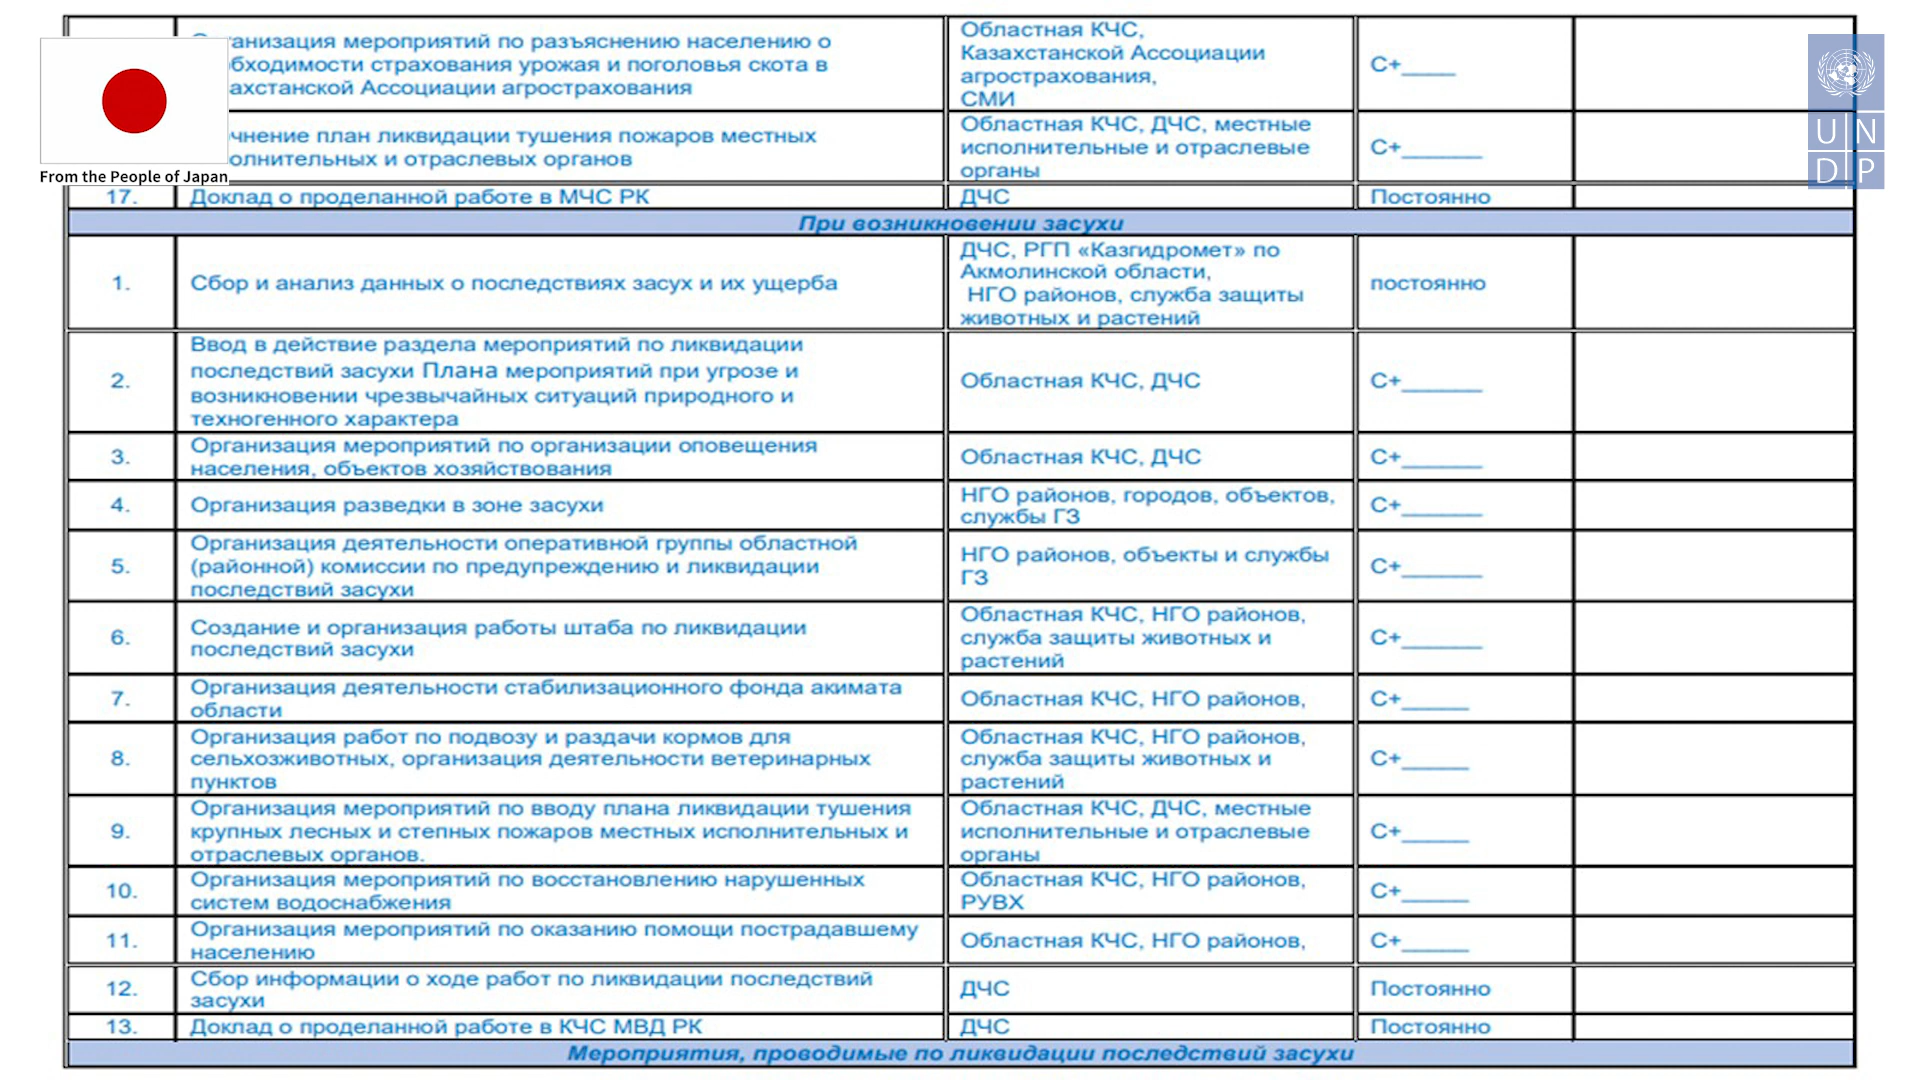 мероприятий по разъяснению населению о
страхования урожая и поголовья скота в
Ассоциации агрострахования
Областная КЧС,
Казахстанской Ассоциации
агрострахования,
СМИ
С+____
план ликвидации тушения пожаров местных
и отраслевых органов
Областная КЧС, ДЧС, местные
исполнительные и отраслевые
органы
С+______
From the People of Japan
UN
DP
17. Доклад о проделанной работе в МЧС РК ДЧС Постоянно
При возникновении засухи
1. Сбор и анализ данных о последствиях засух и их ущерба
ДЧС, РГП «Казгидромет» по
Акмолинской области,
НГО районов, служба защиты
животных и растений
постоянно
2. Ввод в действие раздела мероприятий по ликвидации
последствий засухи Плана мероприятий при угрозе и
возникновении чрезвычайных ситуаций природного и
техногенного характера
Областная КЧС, ДЧС
С+______
3. Организация мероприятий по организации оповещения
населения, объектов хозяйствования
Областная КЧС, ДЧС
С+______
4. Организация разведки в зоне засухи
НГО районов, городов, объектов,
службы ГЗ
С+______
5. Организация деятельности оперативной группы областной
(районной) комиссии по предупреждению и ликвидации
последствий засухи
НГО районов, объекты и службы
ГЗ
С+______
6. Создание и организация работы штаба по ликвидации
последствий засухи
Областная КЧС, НГО районов,
служба защиты животных и
растений
С+______
7. Организация деятельности стабилизационного фонда акимата
области
Областная КЧС, НГО районов,
С+_____
8. Организация работ по подвозу и раздачи кормов для
сельхозживотных, организация деятельности ветеринарных
пунктов
Областная КЧС, НГО районов,
служба защиты животных и
растений
С+_____
9. Организация мероприятий по вводу плана ликвидации тушения
крупных лесных и степных пожаров местных исполнительных и
отраслевых органов.
Областная КЧС, ДЧС, местные
исполнительные и отраслевые
органы
С+_____
10. Организация мероприятий по восстановлению нарушенных
систем водоснабжения
Областная КЧС, НГО районов,
РУВХ
С+_____
11. Организация мероприятий по оказанию помощи пострадавшему
населению
Областная КЧС, НГО районов,
С+_____
12. Сбор информации о ходе работ по ликвидации последствий
засухи
ДЧС
Постоянно
13. Доклад о проделанной работе в КЧС МВД РК ДЧС Постоянно
Мероприятия, проводимые по ликвидации последствий засухи